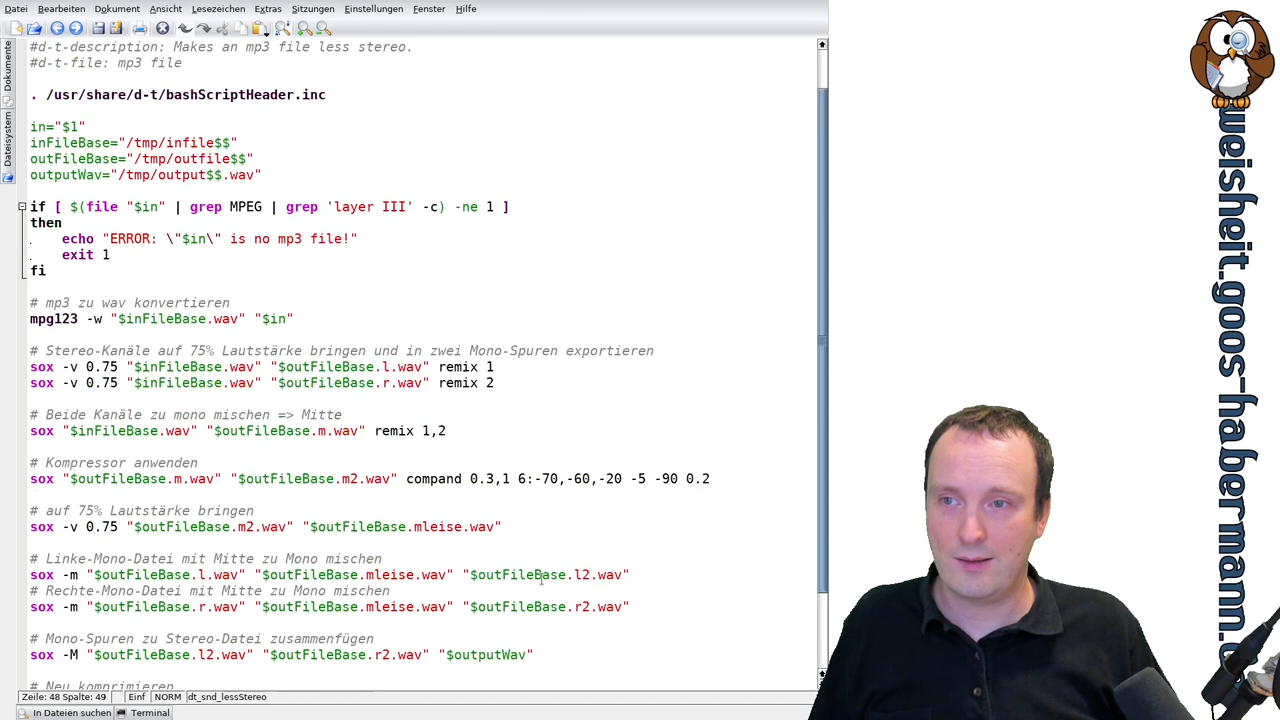 Datei Bearbeiten Dokument Ansicht Lesezeichen Extras Sitzungen Einstellungen Fenster Hilfe
Dokumente
Dateisystem
#d-t-description: Makes an mp3 file less stereo.
#d-t-file: mp3 file
. /usr/share/d-t/bashScriptHeader.inc
in="$1"
inFileBase="/tmp/infile$$"
outFileBase="/tmp/outfile$$"
outputWav="/tmp/output$$.wav"
if [ $(file "$in" | grep MPEG | grep 'layer III' -c) -ne 1 ]
then
echo "ERROR: \"$in\" is no mp3 file!"
exit 1
fi
# mp3 zu wav konvertieren
mpg123 -w "$inFileBase.wav" "$in"
# Stereo-Kanäle auf 75% Lautstärke bringen und in zwei Mono-Spuren exportieren
sox -v 0.75 "$inFileBase.wav" "$outFileBase.l.wav" remix 1
sox -v 0.75 "$inFileBase.wav" "$outFileBase.r.wav" remix 2
# Beide Kanäle zu mono mischen => Mitte
sox "$inFileBase.wav" "$outFileBase.m.wav" remix 1,2
# Kompressor anwenden
sox "$outFileBase.m.wav" "$outFileBase.m2.wav" compand 0.3,1 6:-70,-60,-20 -5 -90 0.2
# auf 75% Lautstärke bringen
sox -v 0.75 "$outFileBase.m2.wav" "$outFileBase.mleise.wav"
# Linke-Mono-Datei mit Mitte zu Mono mischen
sox -m "$outFileBase.l.wav" "$outFileBase.mleise.wav" "$outFileBase.l2.wav"
# Rechte-Mono-Datei mit Mitte zu Mono mischen
sox -m "$outFileBase.r.wav" "$outFileBase.mleise.wav" "$outFileBase.r2.wav"
# Mono-Spuren zu Stereo-Datei zusammenfügen
sox -M "$outFileBase.l2.wav" "$outFileBase.r2.wav" "$outputWav"
# Neu komprimieren
Zeile: 48 Spalte: 49 Einf NORM dt_snd_lessStereo
In Dateien suchen Terminal
weisheit.goos-habermann.